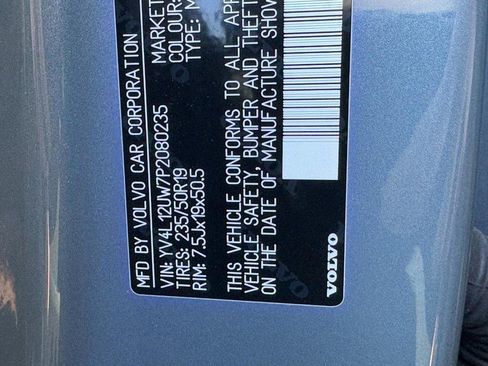 MFD BY VOLVO CAR CORPORATION
VIN: YV4L12UW7P2080235
TIRES: 235/50R19
RIM: 7.5Jx19x50.5
MARKET
COLOUR:
TYPE: M
THIS VEHICLE CONFORMS TO ALL APP
VEHICLE SAFETY, BUMPER AND THEFT
ON THE DATE OF MANUFACTURE SHOW
VOLVO